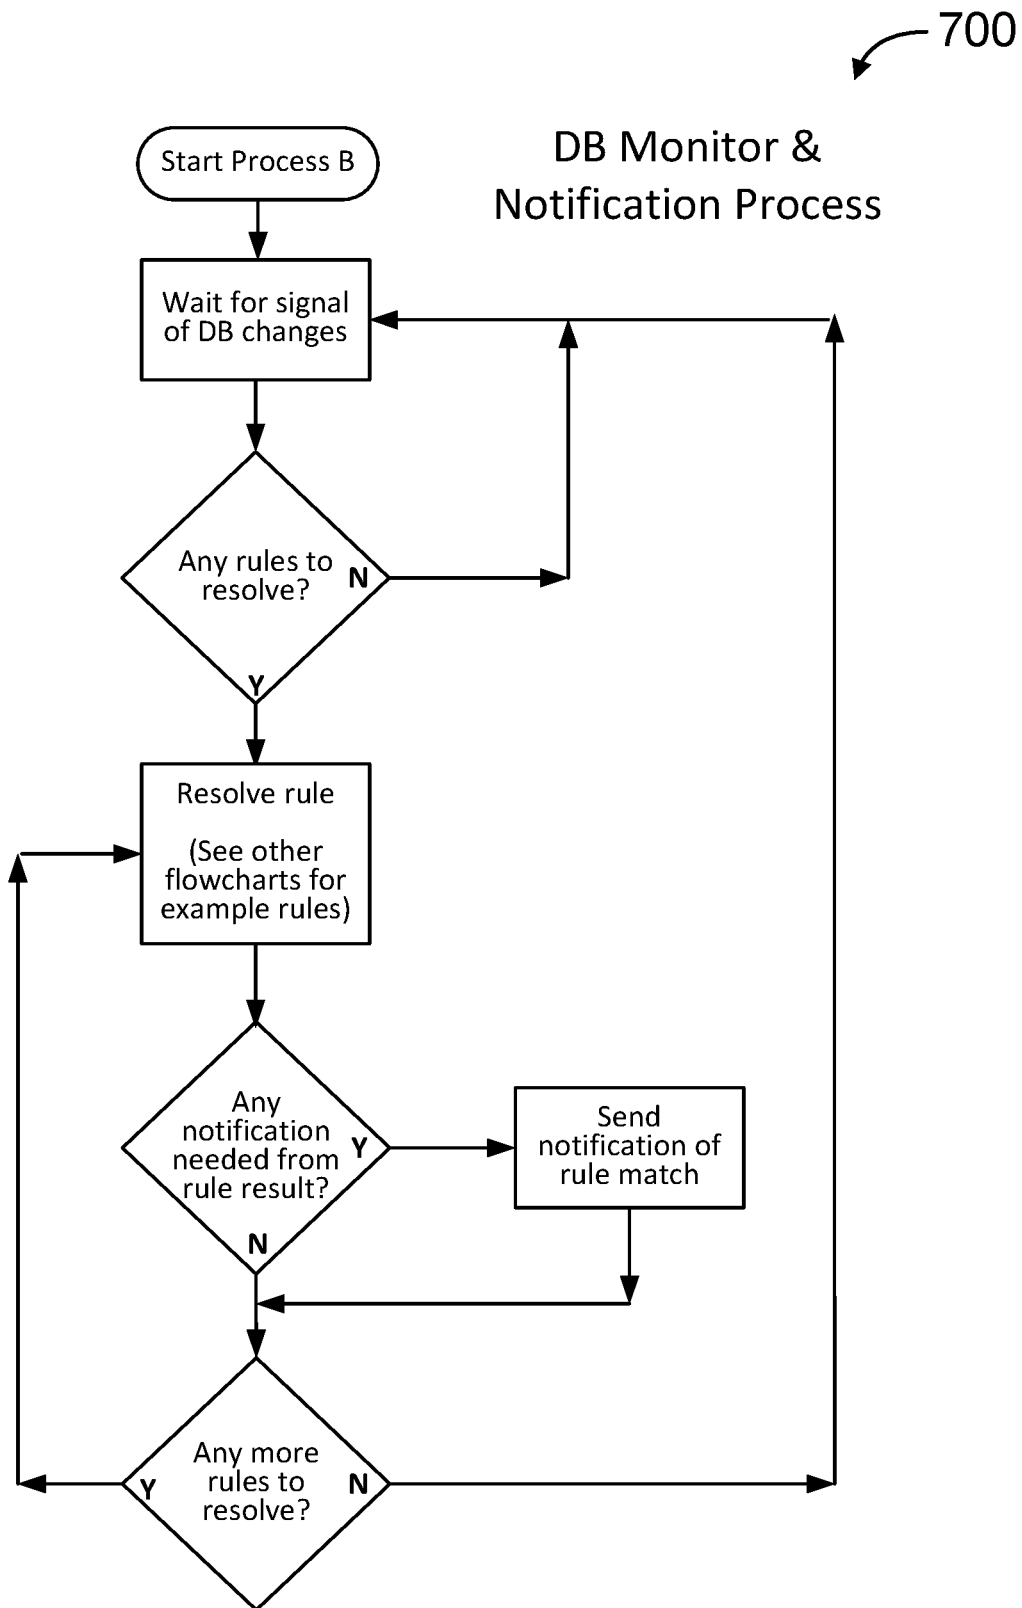 700
DB Monitor &
Notification Process
Start Process B
Wait for signal
of DB changes
Any rules to
resolve?
N
Y
Resolve rule
(See other
flowcharts for
example rules)
Any
notification
needed from
rule result?
Y
N
Send
notification of
rule match
Any more
rules to
resolve?
Y
N